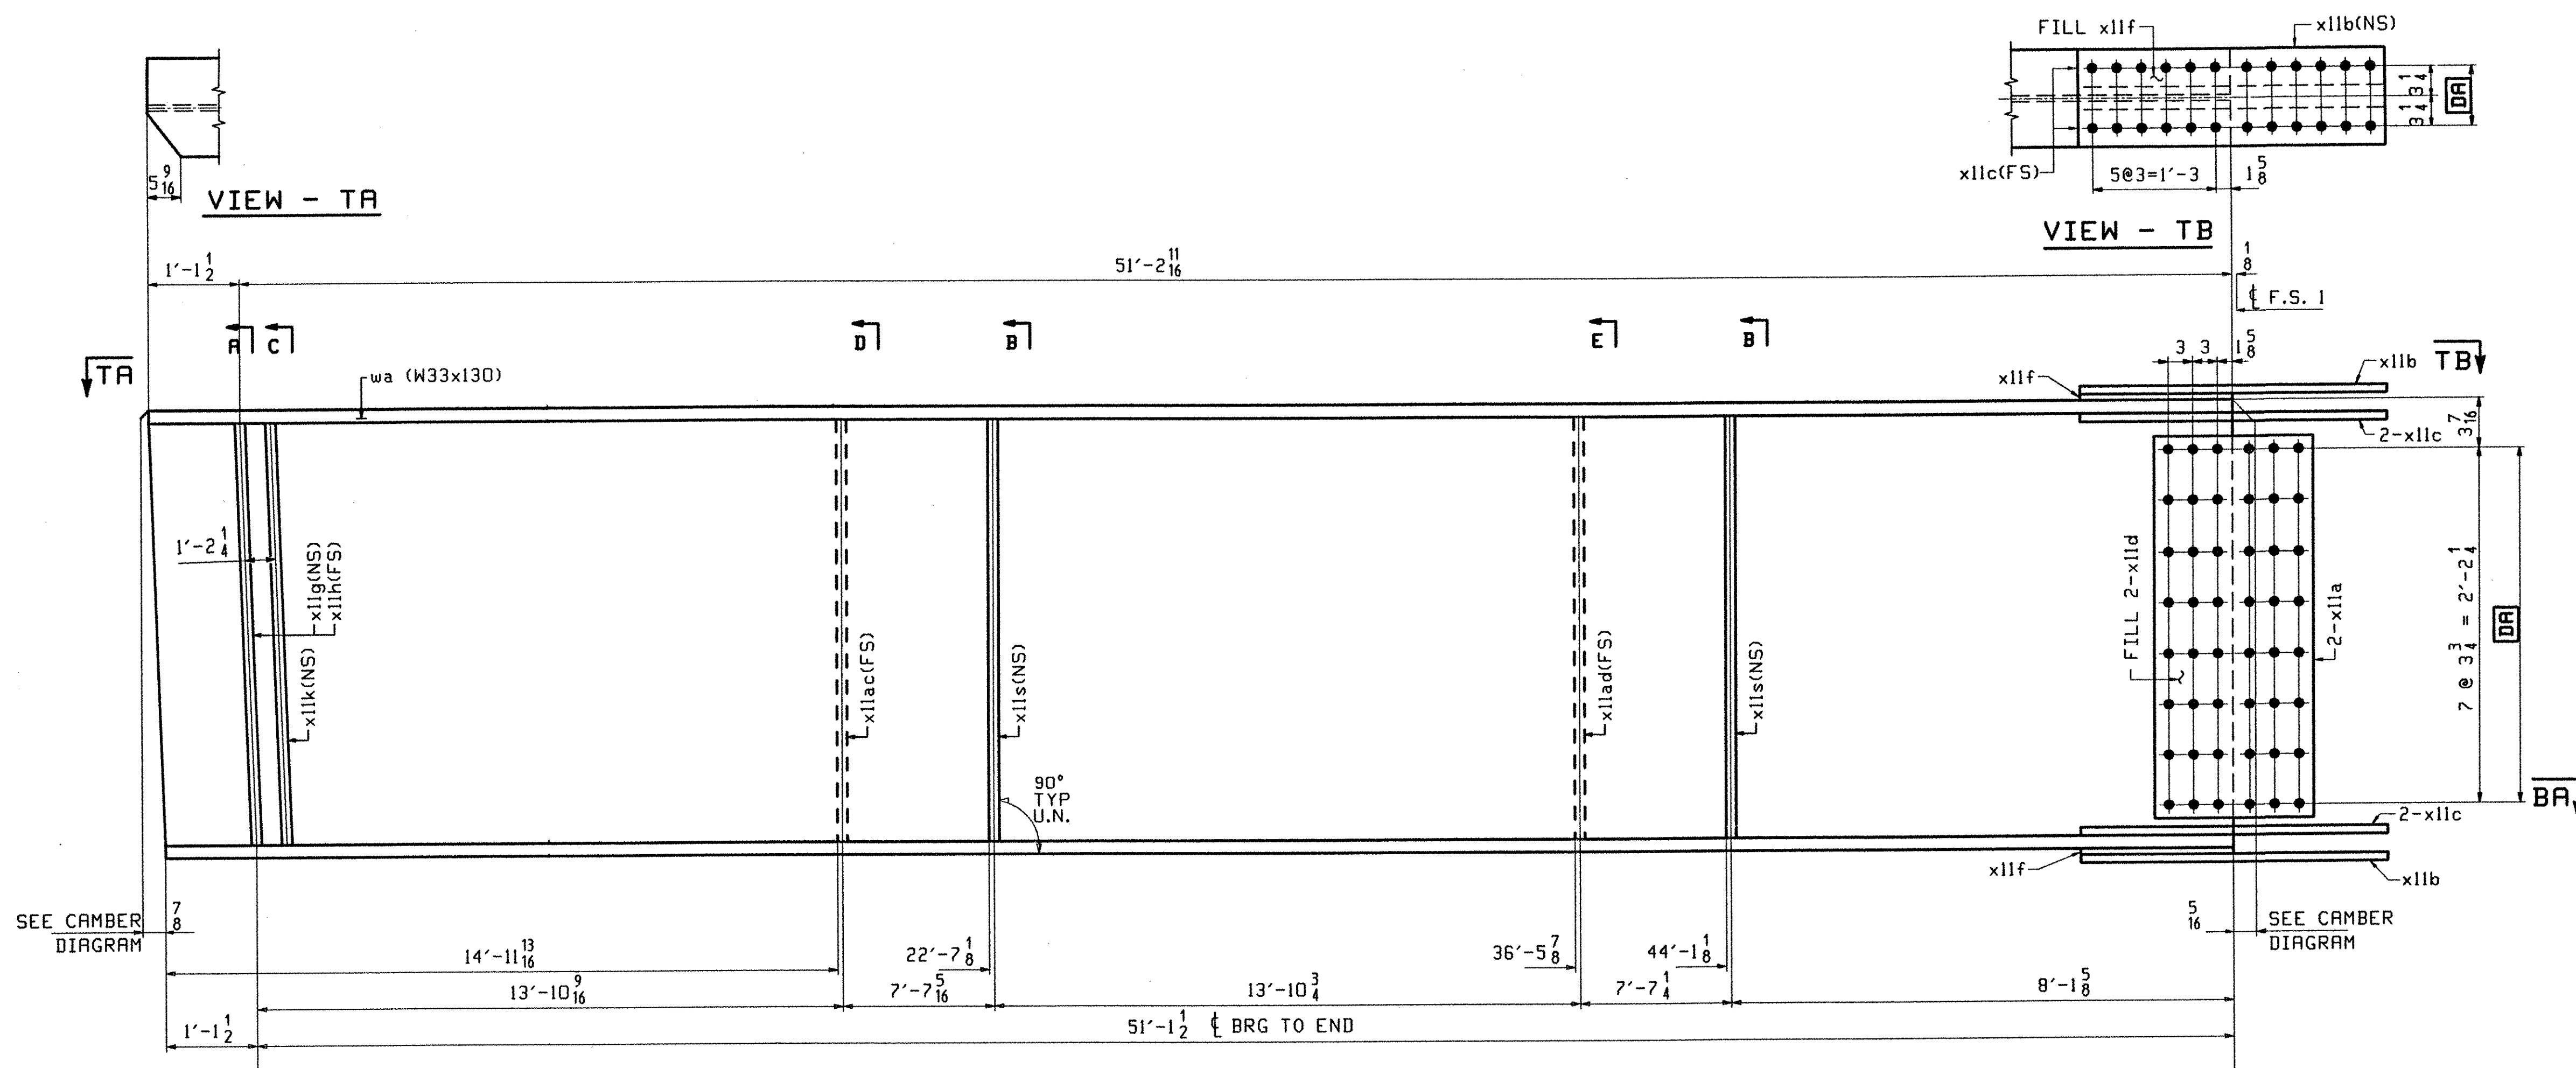 FILL x11f
x11b(NS)
3 1/4
3 1/4
DA
x11c(FS)
5@3=1'-3
1 5/8
5 9/16
VIEW - TA
VIEW - TB
1'-1 1/2
51'-2 11/16
1/8
℄ F.S. 1
A
C
D
B
E
B
TA
wa (W33x130)
3
3
1 5/8
x11f
x11b
TB
2-x11c
3 7/16
1'-2 1/4
x11g(NS)
x11h(FS)
x11k(NS)
x11ac(FS)
x11s(NS)
x11ad(FS)
x11s(NS)
FILL 2-x11d
2-x11a
7 @ 3 3/4 = 2'-2 1/4
DA
90°
TYP
U.N.
BA
2-x11c
x11f
x11b
SEE CAMBER
DIAGRAM
7/8
5/16
SEE CAMBER
DIAGRAM
14'-11 13/16
22'-7 1/8
36'-5 7/8
44'-1 1/8
13'-10 9/16
7'-7 5/16
13'-10 3/4
7'-7 1/4
8'-1 5/8
1'-1 1/2
51'-1 1/2 ℄ BRG TO END